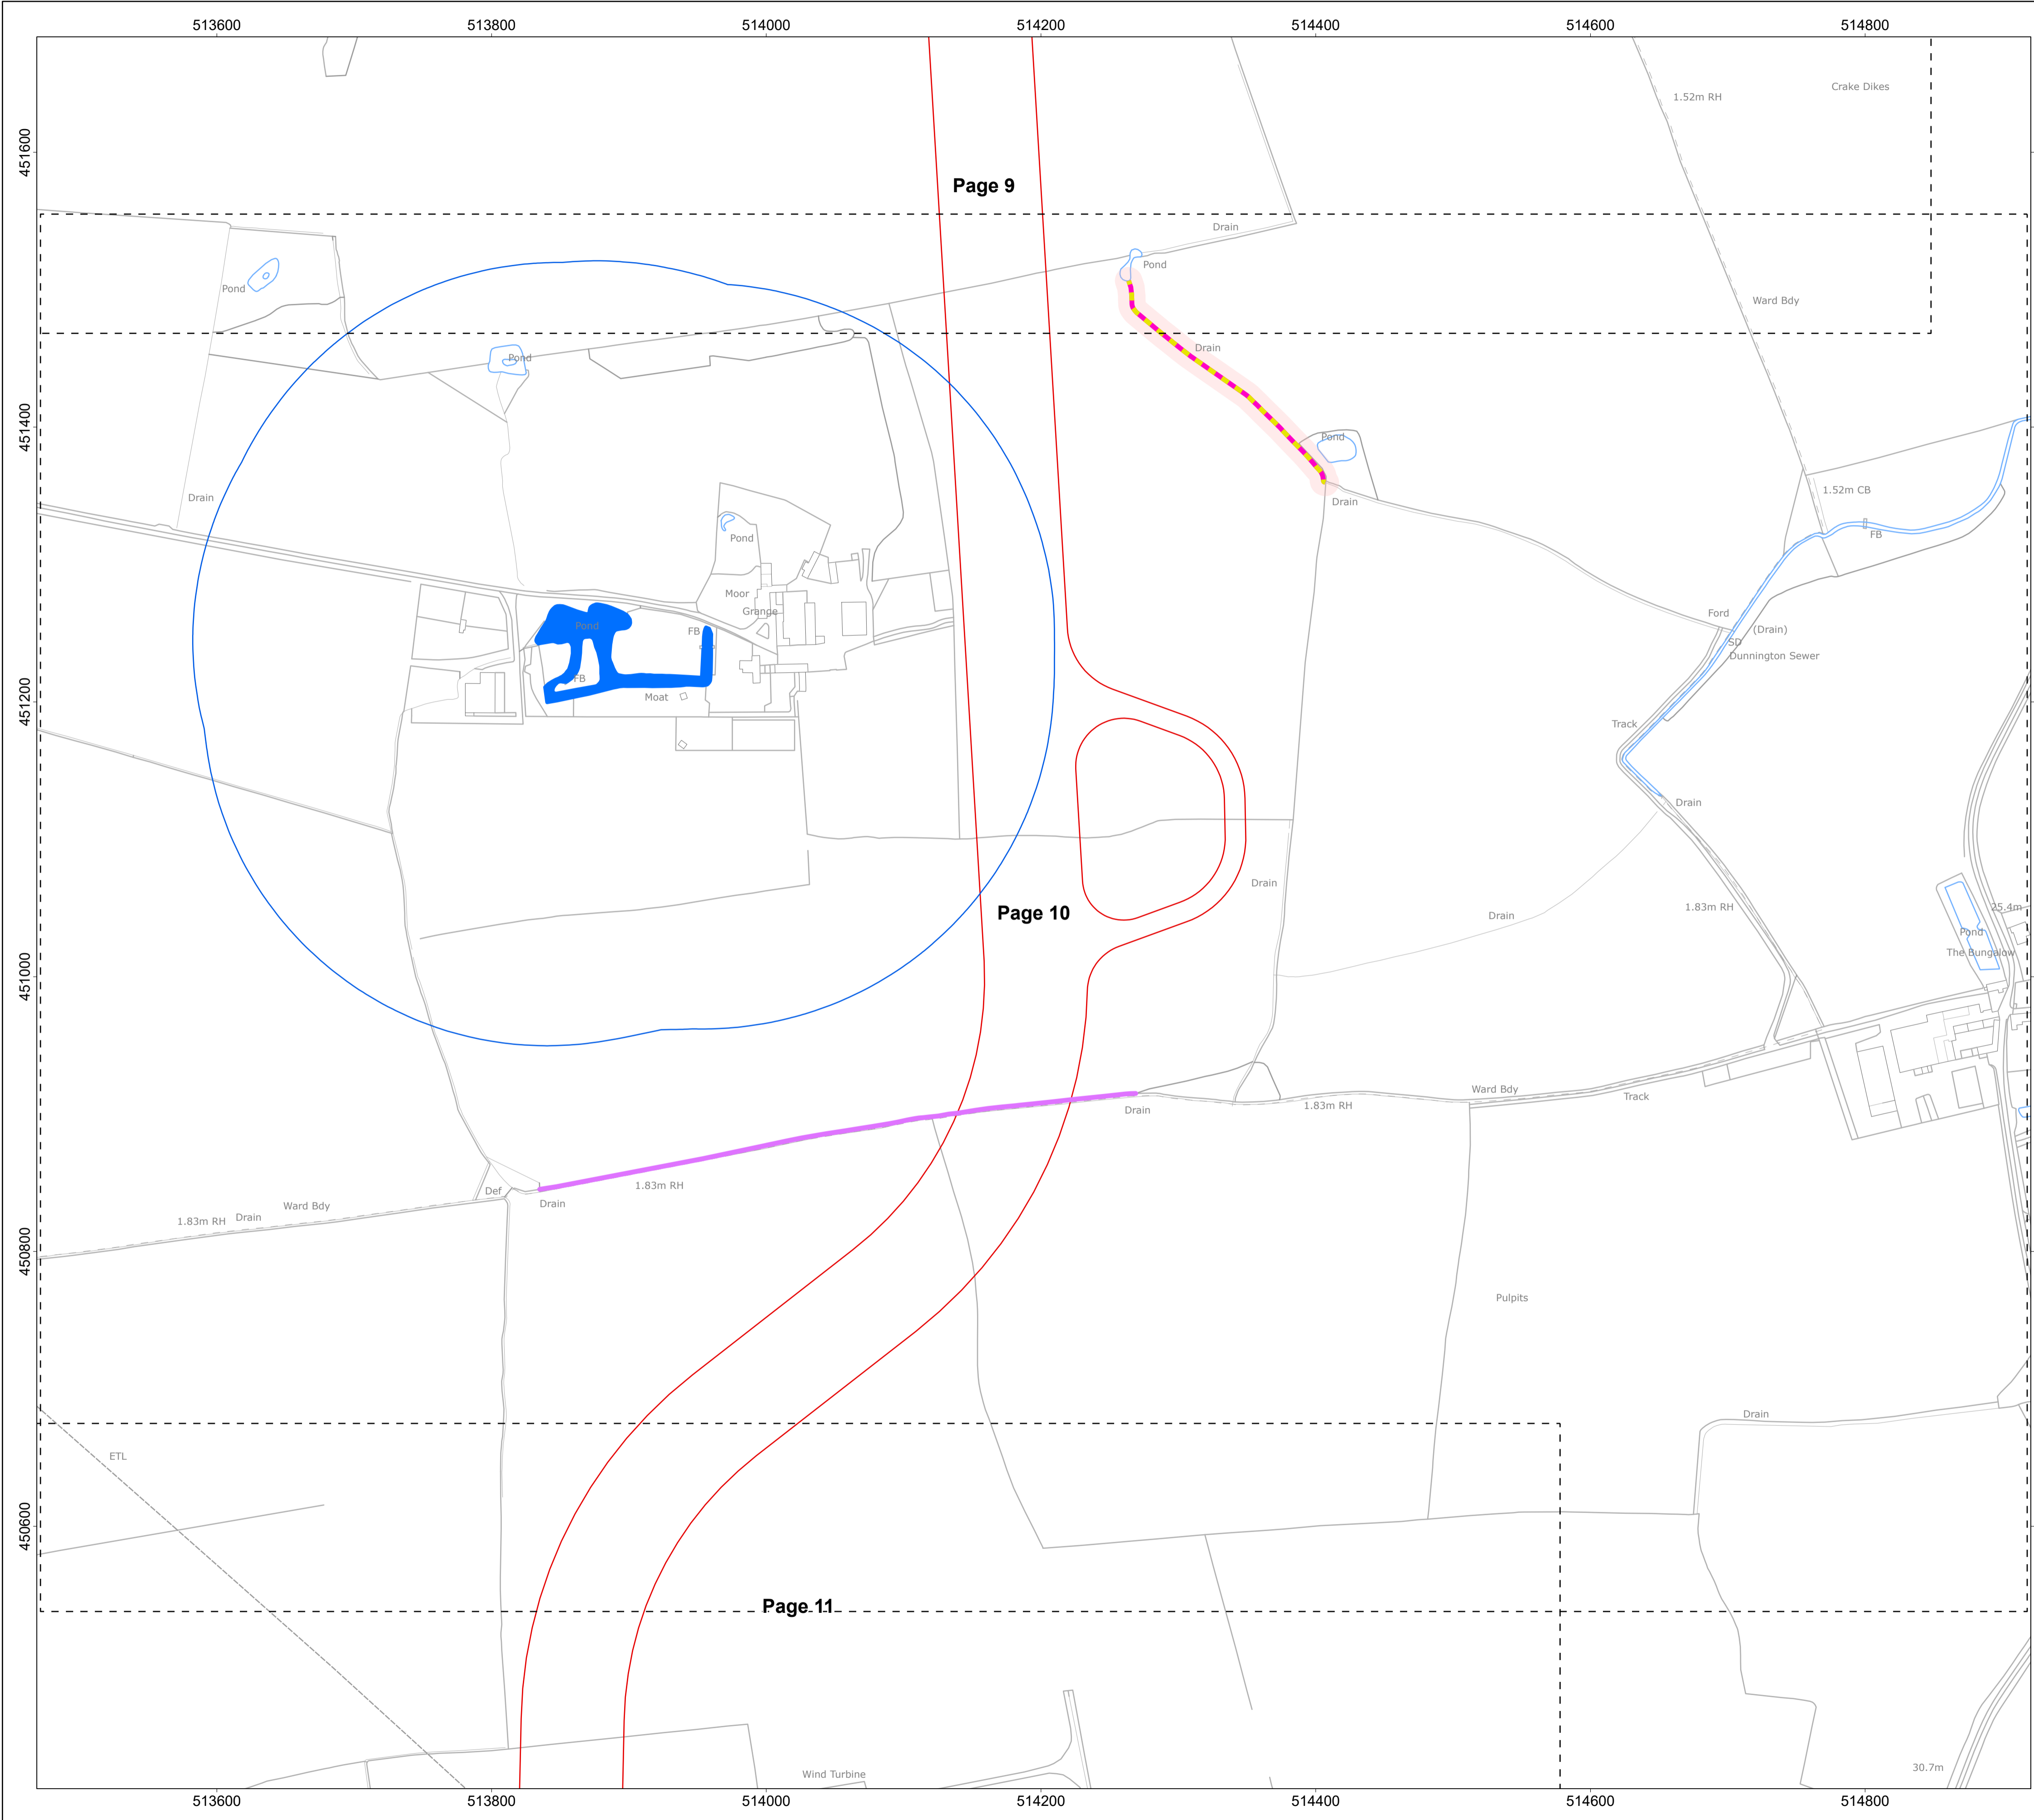 513600 513800 514000 514200 514400 514600 514800
Crake Dikes
1.52m RH
451600
Page 9
Drain
Pond
Pond
Ward Bdy
Drain
Pond
451400
Pond
Drain
1.52m CB
Drain
FB
Pond
Moor
Grange
Ford
Pond
FB
(Drain)
SD
Dunnington Sewer
FB
Moat
451200
Track
Drain
Drain
Page 10
1.83m RH
25.4m
Drain
Pond
The Bungalow
451000
Ward Bdy
Track
1.83m RH
Drain
1.83m RH
Def
Drain
Ward Bdy
Drain
1.83m RH
450800
Pulpits
Drain
ETL
450600
Page 11
Wind Turbine
30.7m
513600 513800 514000 514200 514400 514600 514800